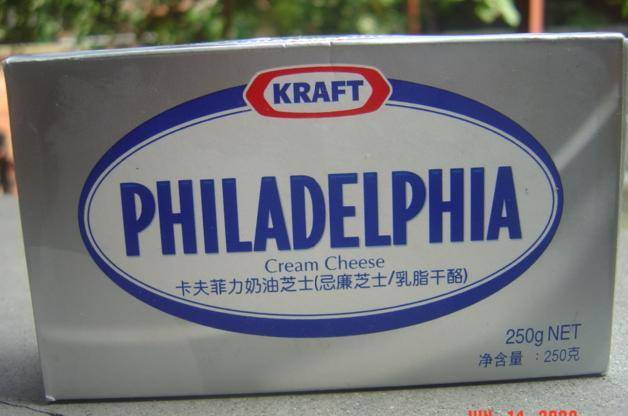 KRAFT
PHILADELPHIA
Cream Cheese
卡夫菲力奶油芝士(忌廉芝士/乳脂干酪)
250g NET
净含量：250克